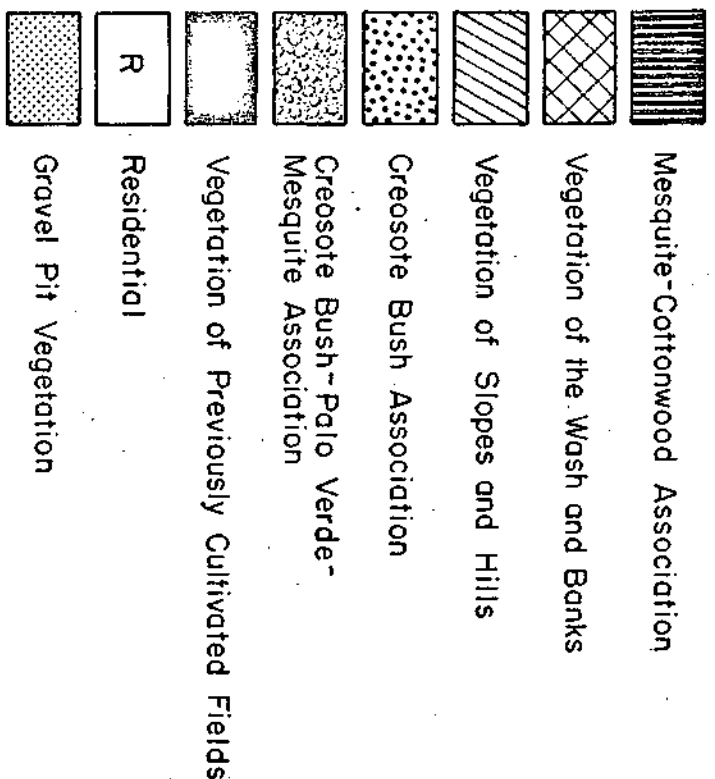 Mesquite-Cottonwood Association
Vegetation of the Wash and Banks
Vegetation of Slopes and Hills
Creosote Bush Association
Creosote Bush-Palo Verde-
Mesquite Association
Vegetation of Previously Cultivated Fields
R
Residential
Gravel Pit Vegetation